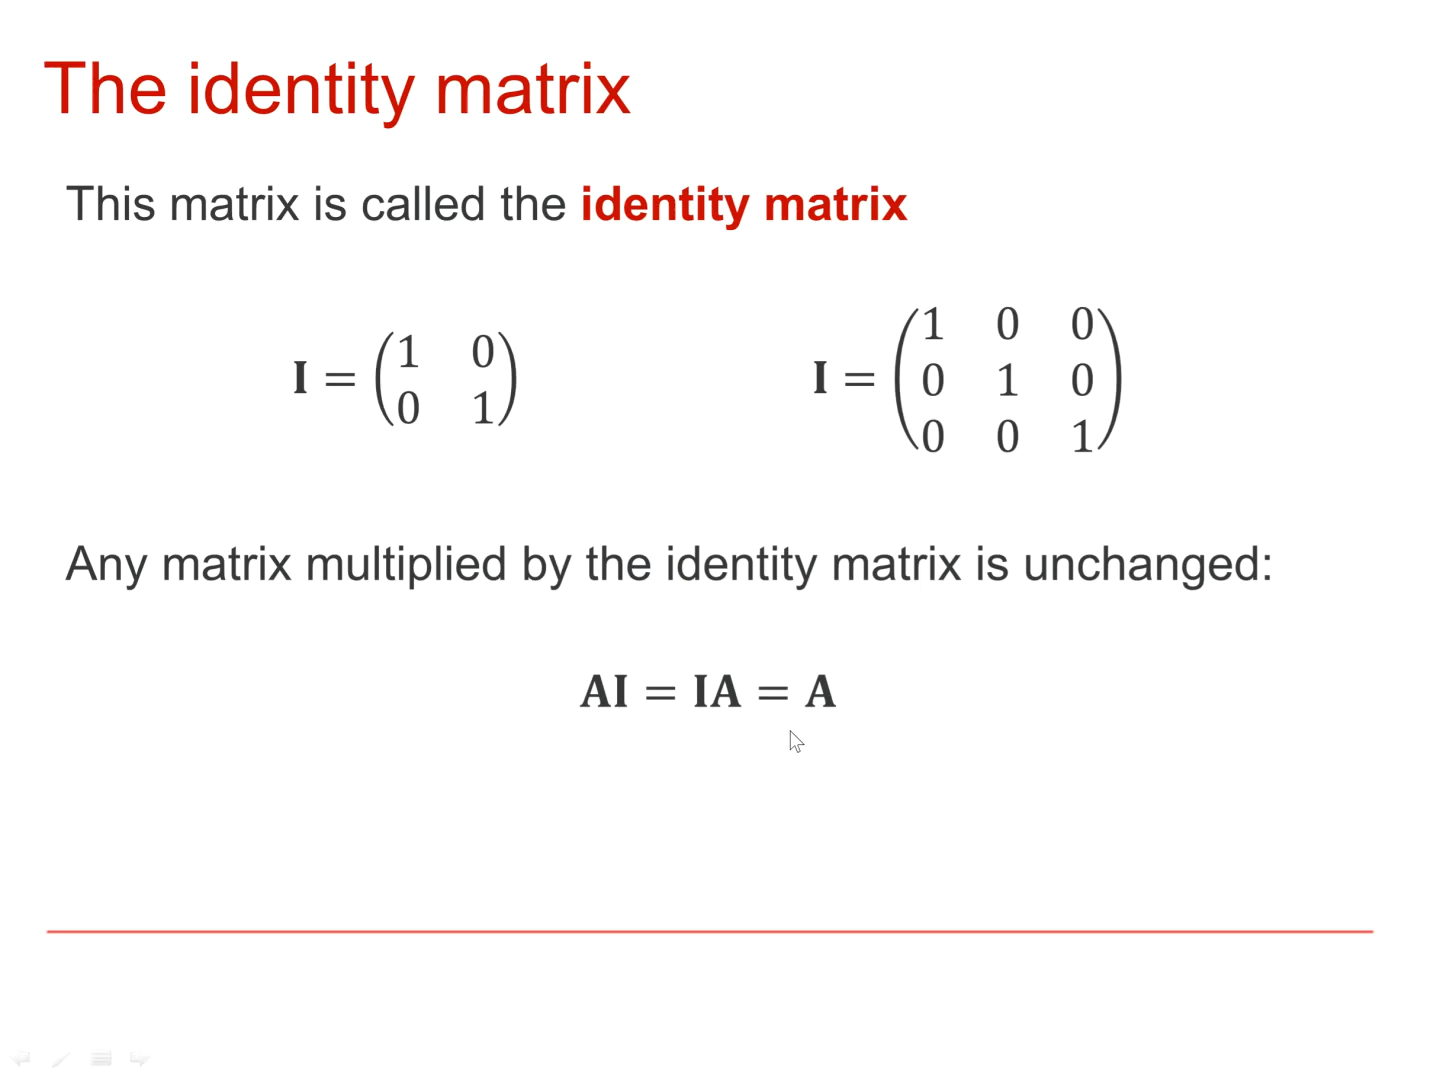 The identity matrix
This matrix is called the identity matrix
I = (1 0
0 1)
I = (1 0 0
0 1 0
0 0 1)
Any matrix multiplied by the identity matrix is unchanged:
AI = IA = A